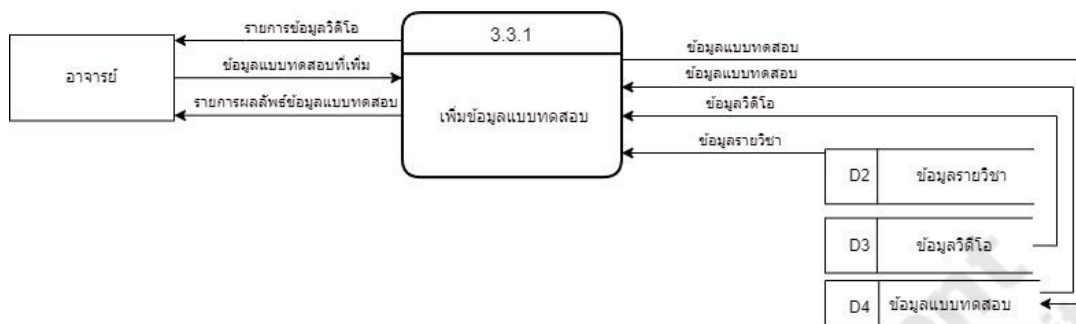 รายการข้อมูลวิดีโอ
3.3.1
ข้อมูลแบบทดสอบ
อาจารย์
ข้อมูลแบบทดสอบที่เพิ่ม
ข้อมูลแบบทดสอบ
รายการผลลัพธ์ข้อมูลแบบทดสอบ
เพิ่มข้อมูลแบบทดสอบ
ข้อมูลวิดีโอ
ข้อมูลรายวิชา
D2 ข้อมูลรายวิชา
D3 ข้อมูลวิดีโอ
D4 ข้อมูลแบบทดสอบ